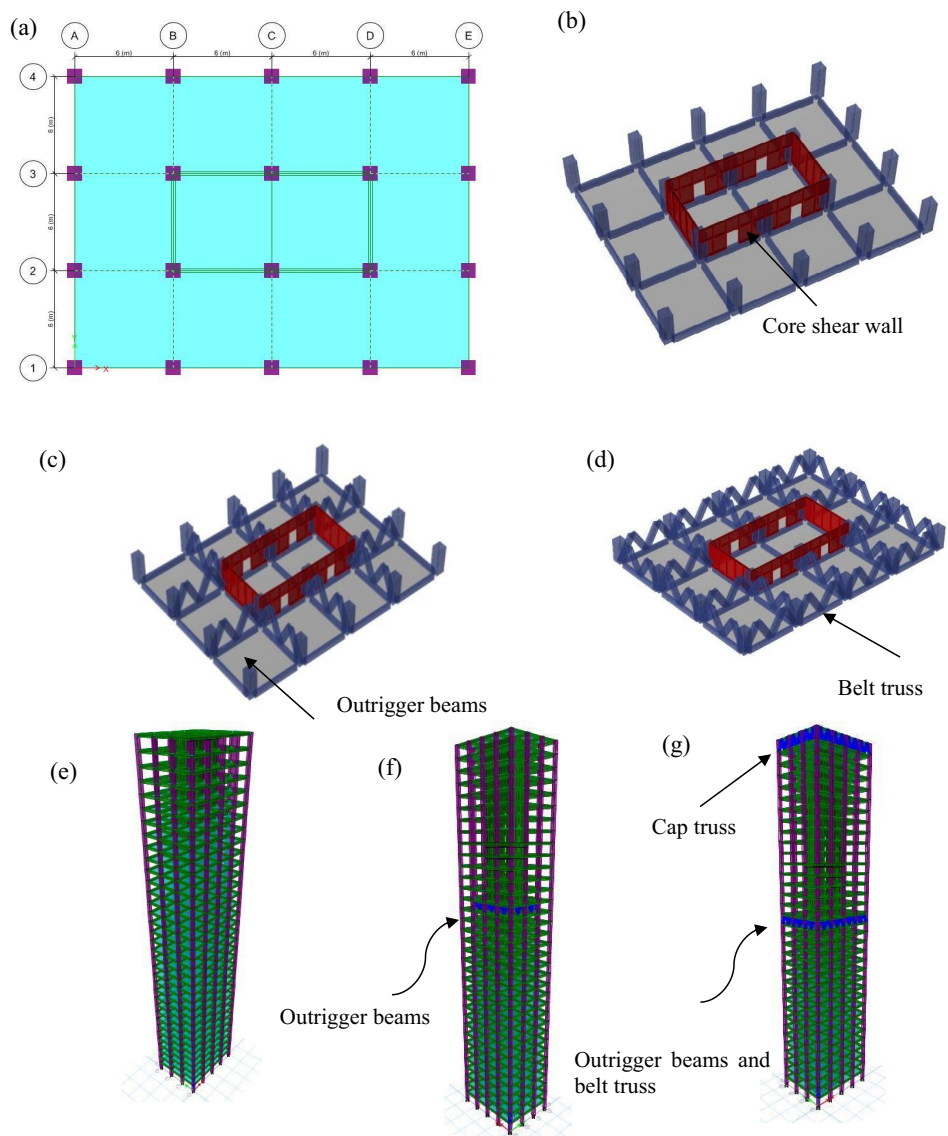 (a)
A B C D E
6 (m) 6 (m) 6 (m) 6 (m)
4
6 (m)
3
6 (m)
2
6 (m)
1
Y
X
(b)
Core shear wall
(c)
Outrigger beams
(d)
Belt truss
(e)
(f)
Outrigger beams
(g)
Cap truss
Outrigger beams and
belt truss